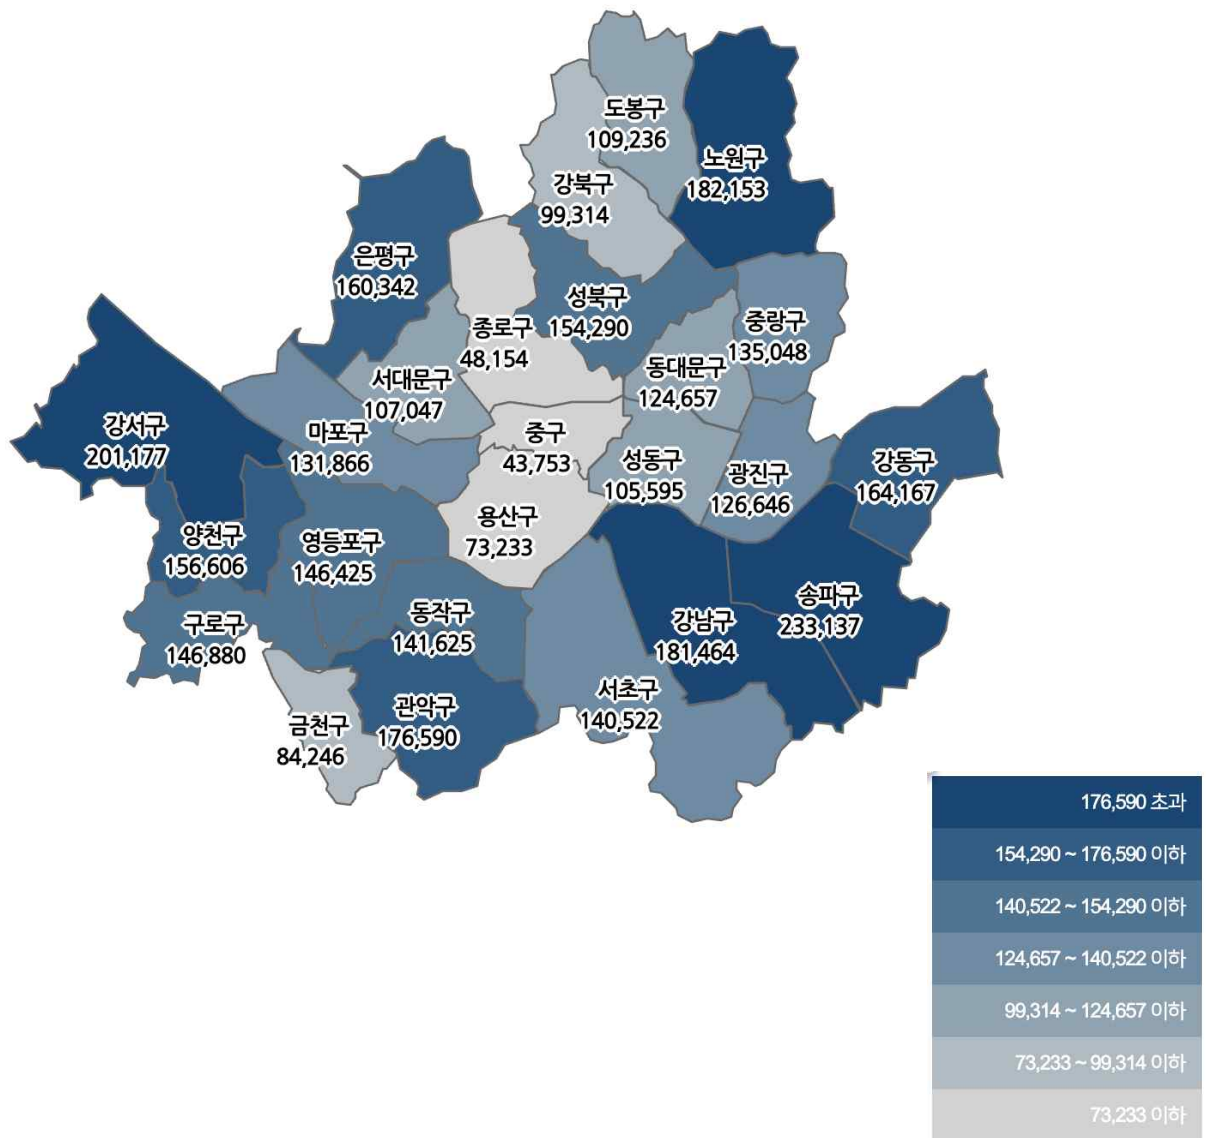 도봉구
109,236
노원구
182,153
강북구
99,314
은평구
160,342
성북구
154,290
중랑구
135,048
종로구
48,154
동대문구
124,657
서대문구
107,047
강서구
201,177
마포구
131,866
중구
43,753
성동구
105,595
광진구
126,646
강동구
164,167
용산구
73,233
양천구
156,606
영등포구
146,425
송파구
233,137
구로구
146,880
동작구
141,625
강남구
181,464
서초구
140,522
관악구
176,590
금천구
84,246
176,590 초과
154,290 ~ 176,590 이하
140,522 ~ 154,290 이하
124,657 ~ 140,522 이하
99,314 ~ 124,657 이하
73,233 ~ 99,314 이하
73,233 이하